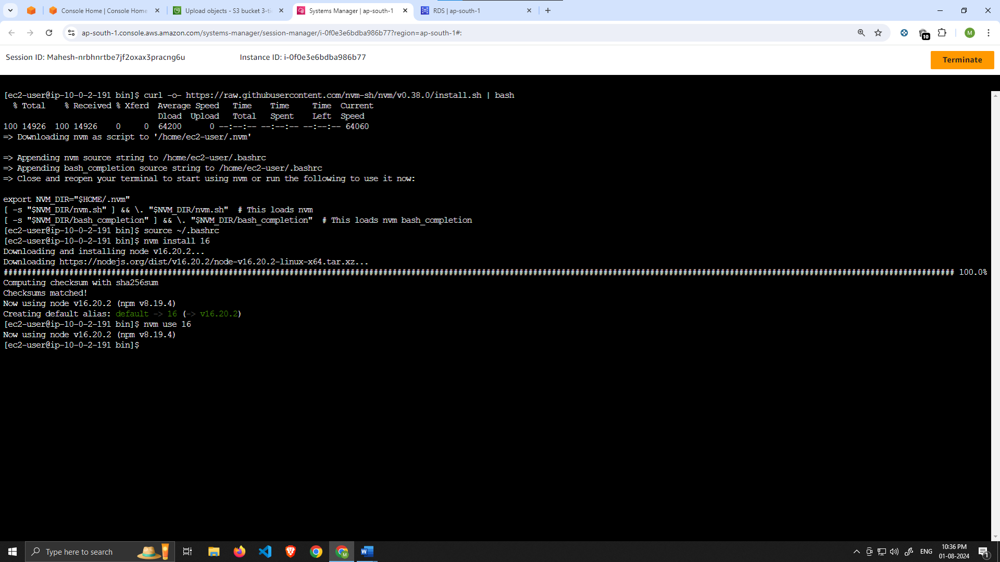 Console Home | Console Home
Upload objects - S3 bucket 3-ti
Systems Manager | ap-south-1
RDS | ap-south-1
ap-south-1.console.aws.amazon.com/systems-manager/session-manager/i-0f0e3e6bdba986b77?region=ap-south-1#:
10
M
Session ID: Mahesh-nrbhnrtbe7jf2oxax3pracng6u
Instance ID: i-0f0e3e6bdba986b77
Terminate
[ec2-user@ip-10-0-2-191 bin]$ curl -o- https://raw.githubusercontent.com/nvm-sh/nvm/v0.38.0/install.sh | bash
  % Total    % Received % Xferd  Average Speed   Time    Time     Time  Current
                                 Dload  Upload   Total   Spent    Left  Speed
100 14926  100 14926    0     0  64200      0 --:--:-- --:--:-- --:--:-- 64060
=> Downloading nvm as script to '/home/ec2-user/.nvm'
=> Appending nvm source string to /home/ec2-user/.bashrc
=> Appending bash_completion source string to /home/ec2-user/.bashrc
=> Close and reopen your terminal to start using nvm or run the following to use it now:
export NVM_DIR="$HOME/.nvm"
[ -s "$NVM_DIR/nvm.sh" ] && \. "$NVM_DIR/nvm.sh"  # This loads nvm
[ -s "$NVM_DIR/bash_completion" ] && \. "$NVM_DIR/bash_completion"  # This loads nvm bash_completion
[ec2-user@ip-10-0-2-191 bin]$ source ~/.bashrc
[ec2-user@ip-10-0-2-191 bin]$ nvm install 16
Downloading and installing node v16.20.2...
Downloading https://nodejs.org/dist/v16.20.2/node-v16.20.2-linux-x64.tar.xz...
################################################################################ 100.0%
Computing checksum with sha256sum
Checksums matched!
Now using node v16.20.2 (npm v8.19.4)
Creating default alias: default -> 16 (-> v16.20.2)
[ec2-user@ip-10-0-2-191 bin]$ nvm use 16
Now using node v16.20.2 (npm v8.19.4)
[ec2-user@ip-10-0-2-191 bin]$
Type here to search
M
W
ENG
10:36 PM
01-08-2024
1